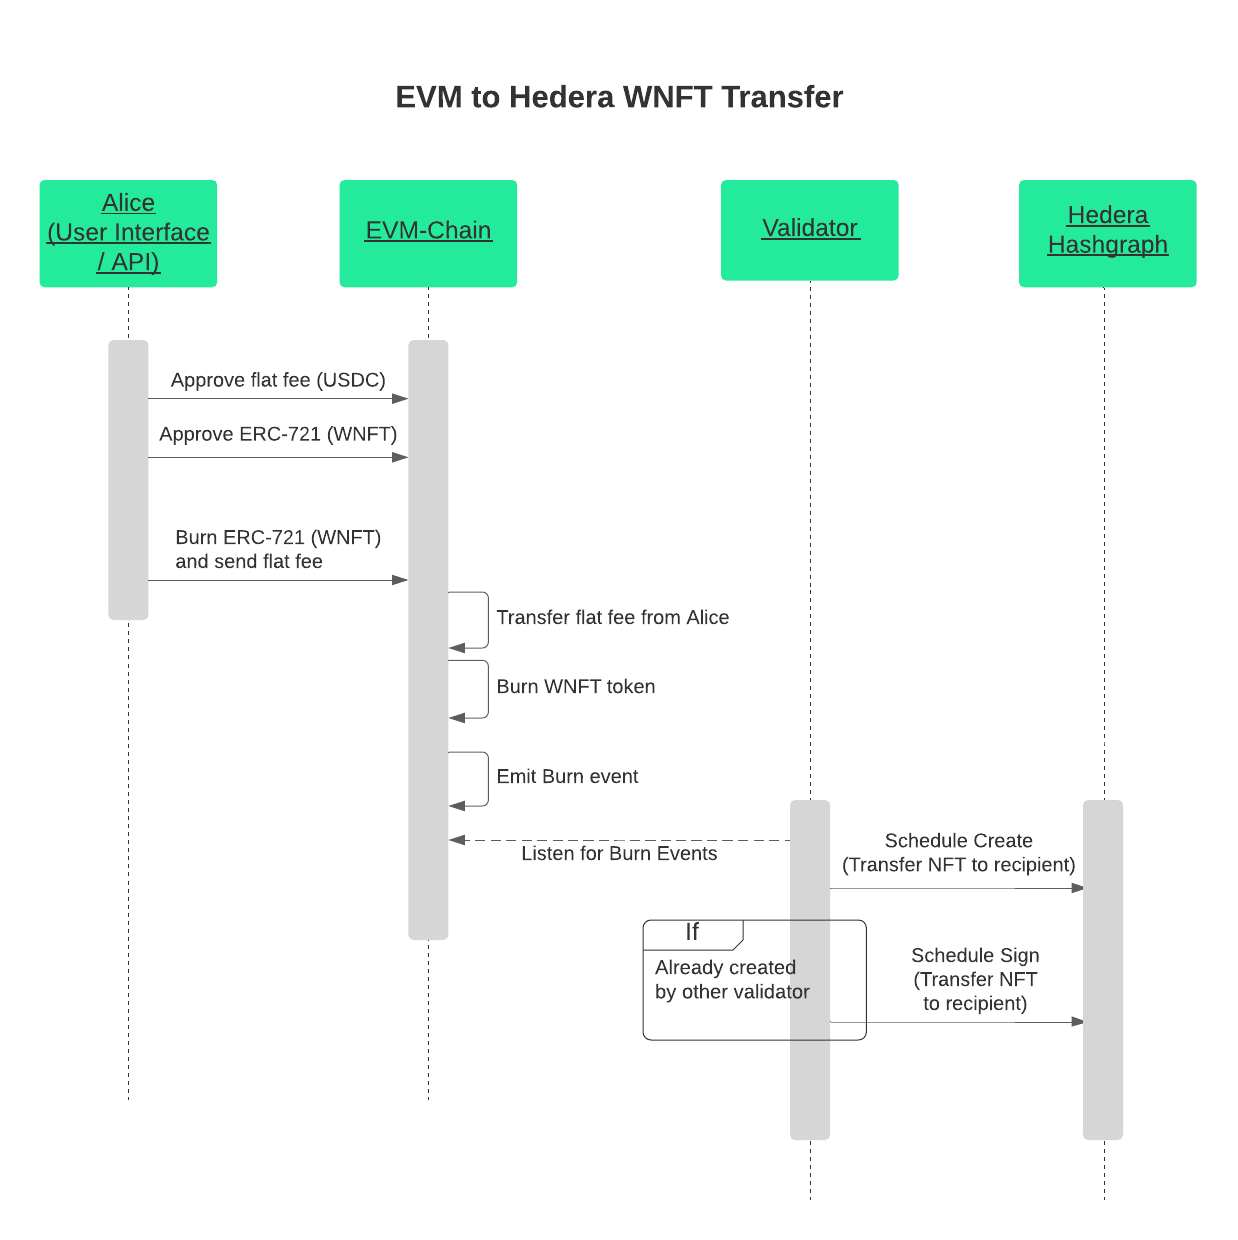 EVM to Hedera WNFT Transfer
Alice
(User Interface
/ API)
EVM-Chain
Validator
Hedera
Hashgraph
Approve flat fee (USDC)
Approve ERC-721 (WNFT)
Burn ERC-721 (WNFT)
and send flat fee
Transfer flat fee from Alice
Burn WNFT token
Emit Burn event
Listen for Burn Events
Schedule Create
(Transfer NFT to recipient)
If
Already created
by other validator
Schedule Sign
(Transfer NFT
to recipient)